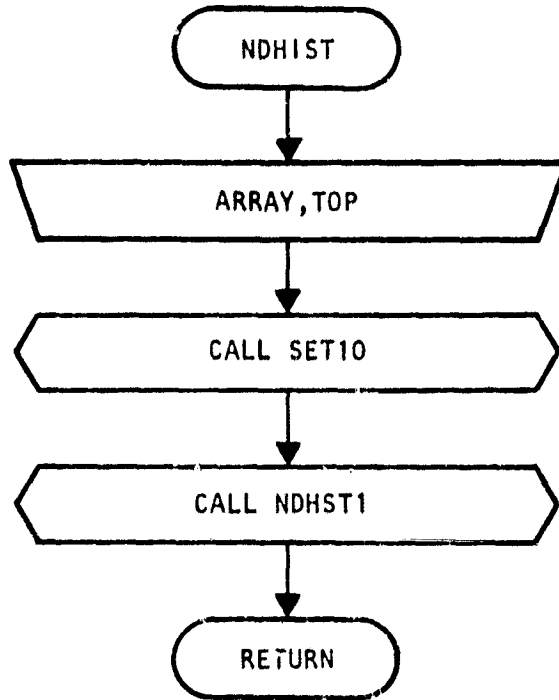 NDHIST
ARRAY,TOP
CALL SET10
CALL NDHST1
RETURN